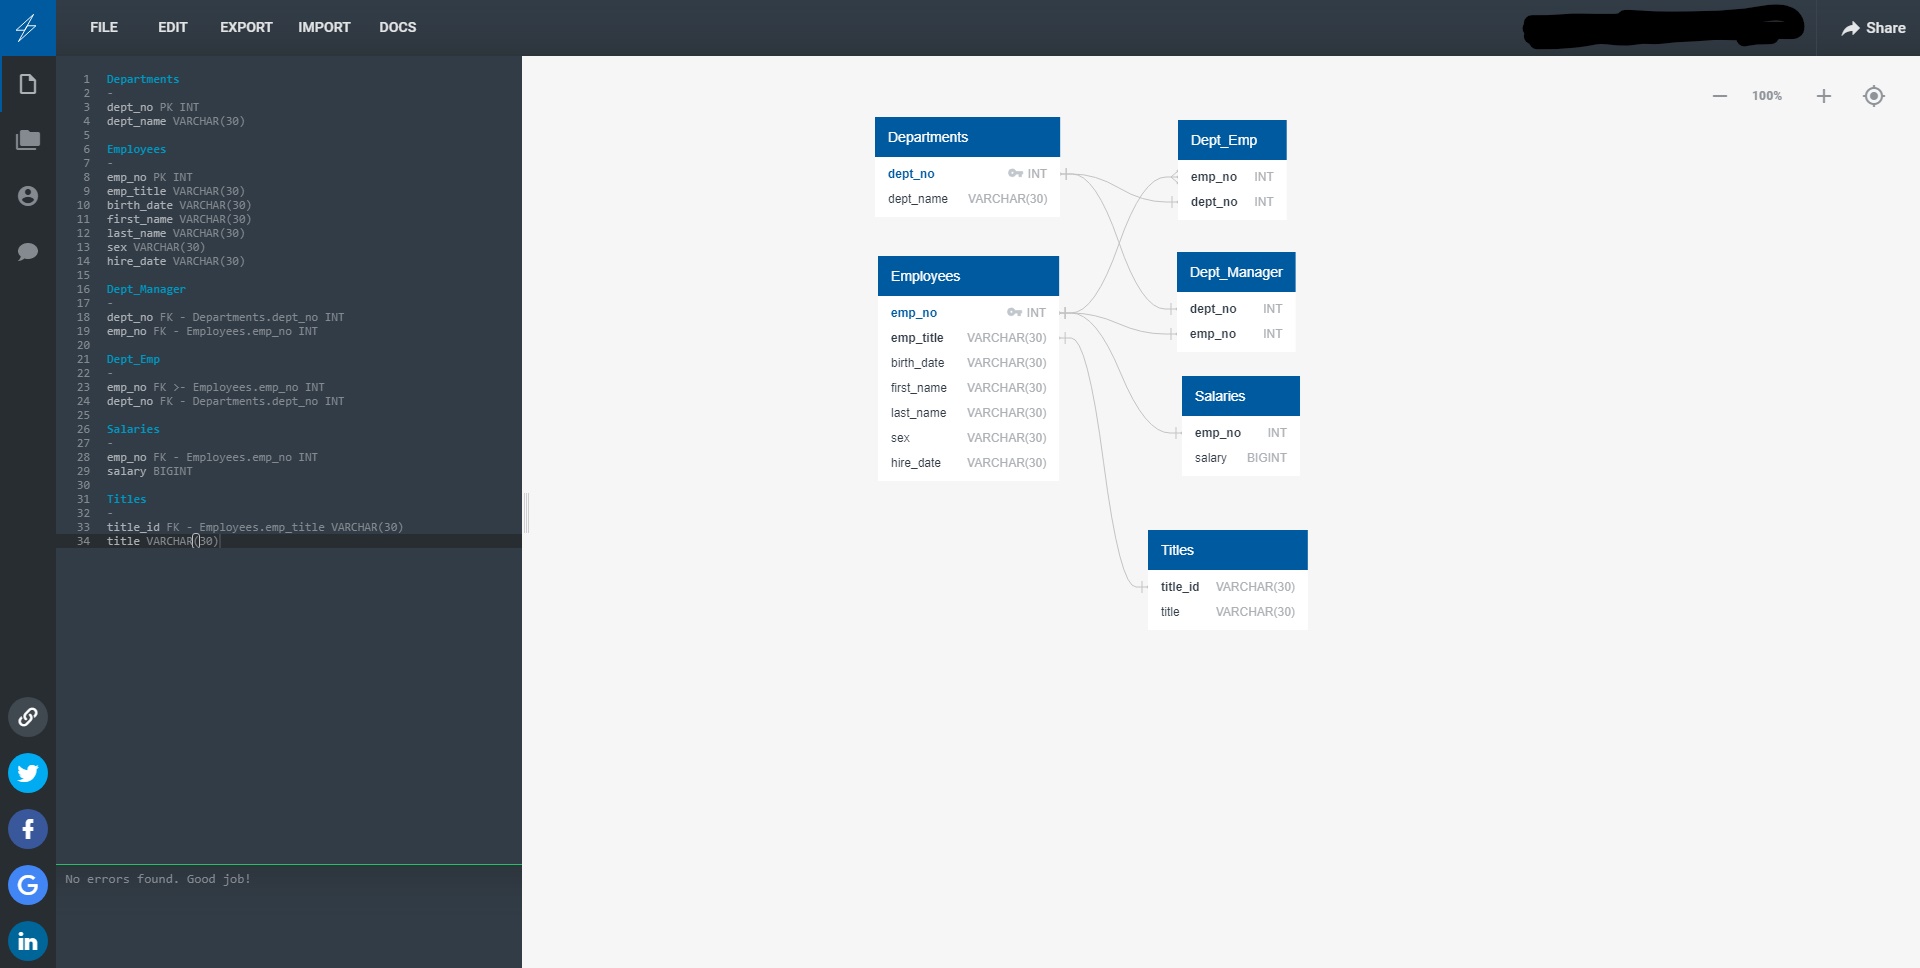 FILE EDIT EXPORT IMPORT DOCS Share
1 Departments
2 -
3 dept_no PK INT
4 dept_name VARCHAR(30)
5
6 Employees
7 -
8 emp_no PK INT
9 emp_title VARCHAR(30)
10 birth_date VARCHAR(30)
11 first_name VARCHAR(30)
12 last_name VARCHAR(30)
13 sex VARCHAR(30)
14 hire_date VARCHAR(30)
15
16 Dept_Manager
17 -
18 dept_no FK - Departments.dept_no INT
19 emp_no FK - Employees.emp_no INT
20
21 Dept_Emp
22 -
23 emp_no FK >- Employees.emp_no INT
24 dept_no FK - Departments.dept_no INT
25
26 Salaries
27 -
28 emp_no FK - Employees.emp_no INT
29 salary BIGINT
30
31 Titles
32 -
33 title_id FK - Employees.emp_title VARCHAR(30)
34 title VARCHAR(30)
No errors found. Good job!
100%
Departments
dept_no INT
dept_name VARCHAR(30)
Employees
emp_no INT
emp_title VARCHAR(30)
birth_date VARCHAR(30)
first_name VARCHAR(30)
last_name VARCHAR(30)
sex VARCHAR(30)
hire_date VARCHAR(30)
Dept_Emp
emp_no INT
dept_no INT
Dept_Manager
dept_no INT
emp_no INT
Salaries
emp_no INT
salary BIGINT
Titles
title_id VARCHAR(30)
title VARCHAR(30)